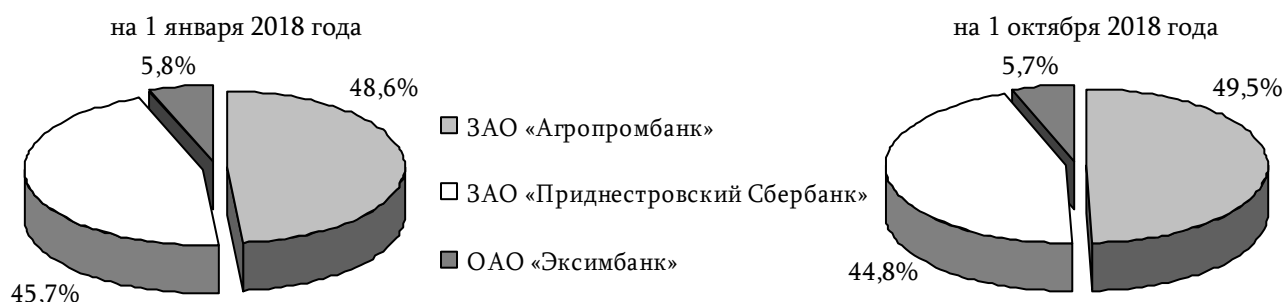 на 1 января 2018 года
5,8%
48,6%
45,7%
ЗАО «Агропромбанк»
ЗАО «Приднестровский Сбербанк»
ОАО «Эксимбанк»
на 1 октября 2018 года
5,7%
49,5%
44,8%